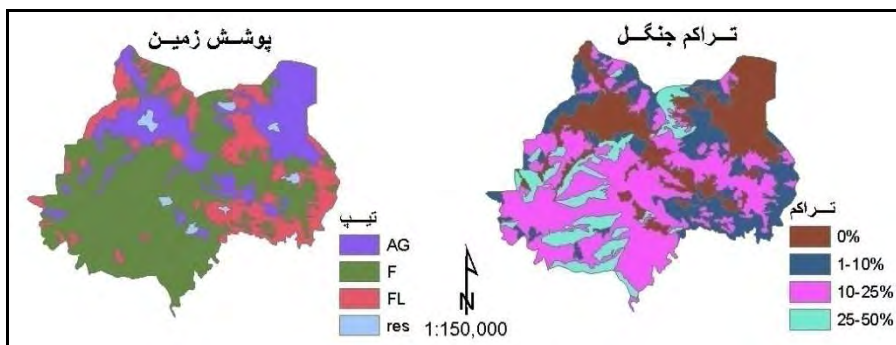 پوشش زمین
تراکم جنگل
تیپ
AG
F
FL
res
N
1:150,000
تراکم
0%
1-10%
10-25%
25-50%